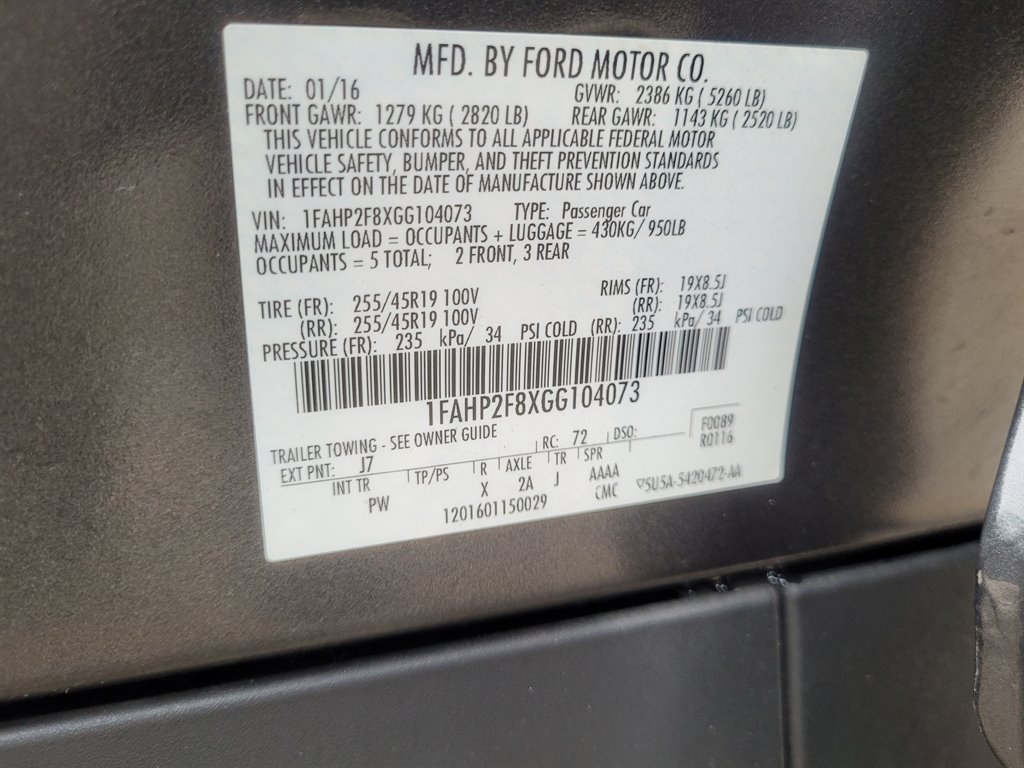 MFD. BY FORD MOTOR CO.
DATE: 01/16 GVWR: 2386 KG ( 5260 LB)
FRONT GAWR: 1279 KG ( 2820 LB) REAR GAWR: 1143 KG ( 2520 LB)
THIS VEHICLE CONFORMS TO ALL APPLICABLE FEDERAL MOTOR
VEHICLE SAFETY, BUMPER, AND THEFT PREVENTION STANDARDS
IN EFFECT ON THE DATE OF MANUFACTURE SHOWN ABOVE.
VIN: 1FAHP2F8XGG104073 TYPE: Passenger Car
MAXIMUM LOAD = OCCUPANTS + LUGGAGE = 430KG/ 950LB
OCCUPANTS = 5 TOTAL; 2 FRONT, 3 REAR
TIRE (FR): 255/45R19 100V RIMS (FR): 19X8.5J
(RR): 255/45R19 100V (RR): 19X8.5J
PRESSURE (FR): 235 kPa/ 34 PSI COLD (RR): 235 kPa/ 34 PSI COLD
1FAHP2F8XGG104073
TRAILER TOWING - SEE OWNER GUIDE F0089
EXT PNT: J7 RC: 72 DSO: R0116
INT TR TP/PS R AXLE TR SPR
PW X 2A J AAAA
1201601150029 CMC 5U5A-5420472-AA